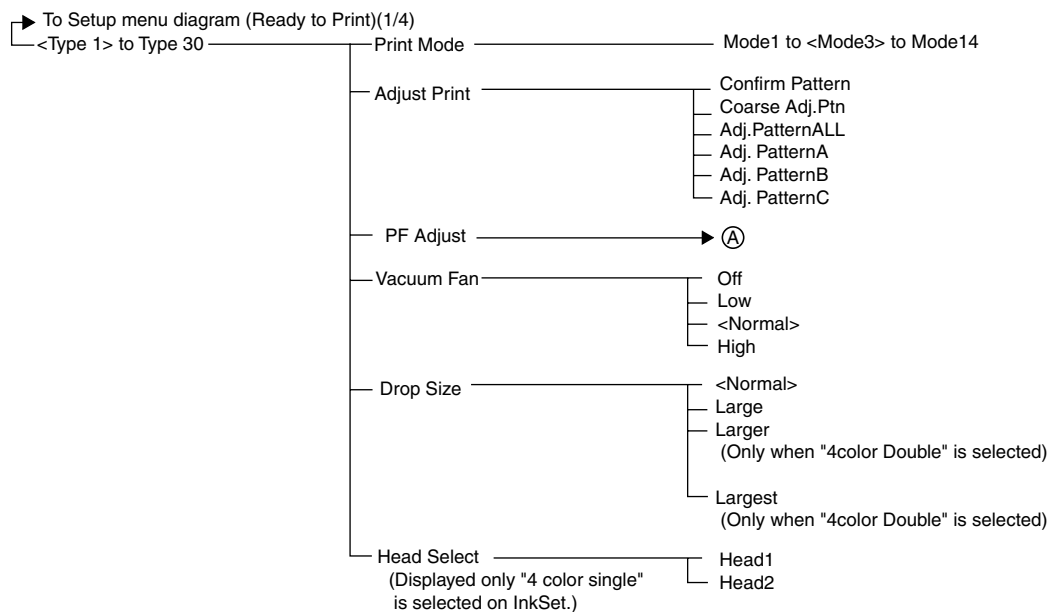 To Setup menu diagram (Ready to Print)(1/4)
<Type 1> to Type 30
Print Mode
Mode1 to <Mode3> to Mode14
Adjust Print
Confirm Pattern
Coarse Adj.Ptn
Adj.PatternALL
Adj. PatternA
Adj. PatternB
Adj. PatternC
PF Adjust
A
Vacuum Fan
Off
Low
<Normal>
High
Drop Size
<Normal>
Large
Larger
(Only when "4color Double" is selected)
Largest
(Only when "4color Double" is selected)
Head Select
(Displayed only "4 color single"
is selected on InkSet.)
Head1
Head2